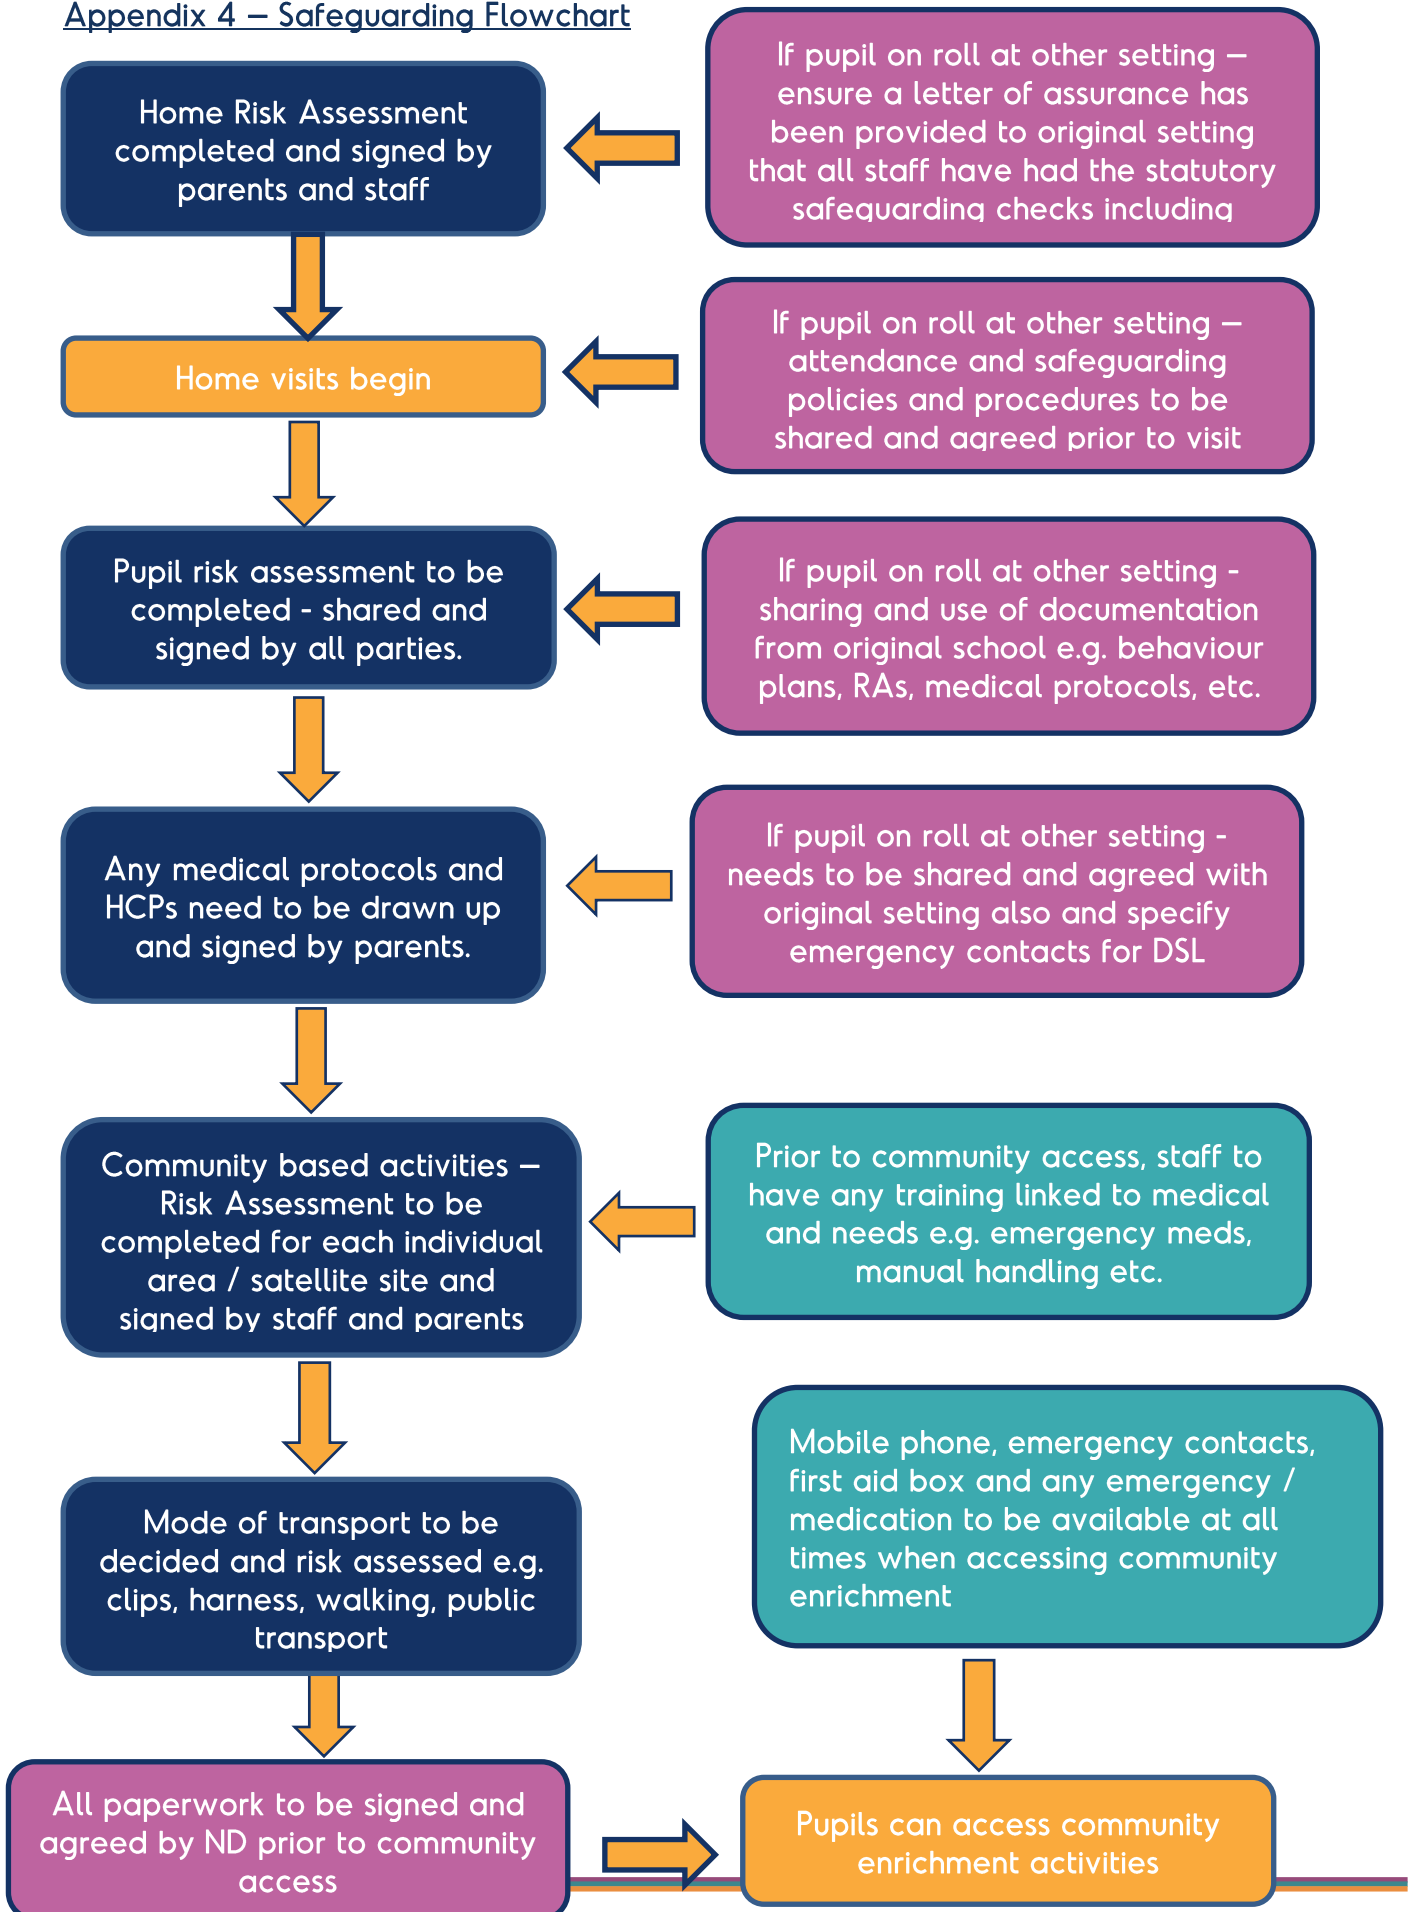 Appendix 4 – Safeguarding Flowchart
Home Risk Assessment
completed and signed by
parents and staff
If pupil on roll at other setting –
ensure a letter of assurance has
been provided to original setting
that all staff have had the statutory
safeguarding checks including
Home visits begin
If pupil on roll at other setting –
attendance and safeguarding
policies and procedures to be
shared and agreed prior to visit
Pupil risk assessment to be
completed - shared and
signed by all parties.
If pupil on roll at other setting -
sharing and use of documentation
from original school e.g. behaviour
plans, RAs, medical protocols, etc.
Any medical protocols and
HCPs need to be drawn up
and signed by parents.
If pupil on roll at other setting -
needs to be shared and agreed with
original setting also and specify
emergency contacts for DSL
Community based activities –
Risk Assessment to be
completed for each individual
area / satellite site and
signed by staff and parents
Prior to community access, staff to
have any training linked to medical
and needs e.g. emergency meds,
manual handling etc.
Mode of transport to be
decided and risk assessed e.g.
clips, harness, walking, public
transport
Mobile phone, emergency contacts,
first aid box and any emergency /
medication to be available at all
times when accessing community
enrichment
All paperwork to be signed and
agreed by ND prior to community
access
Pupils can access community
enrichment activities